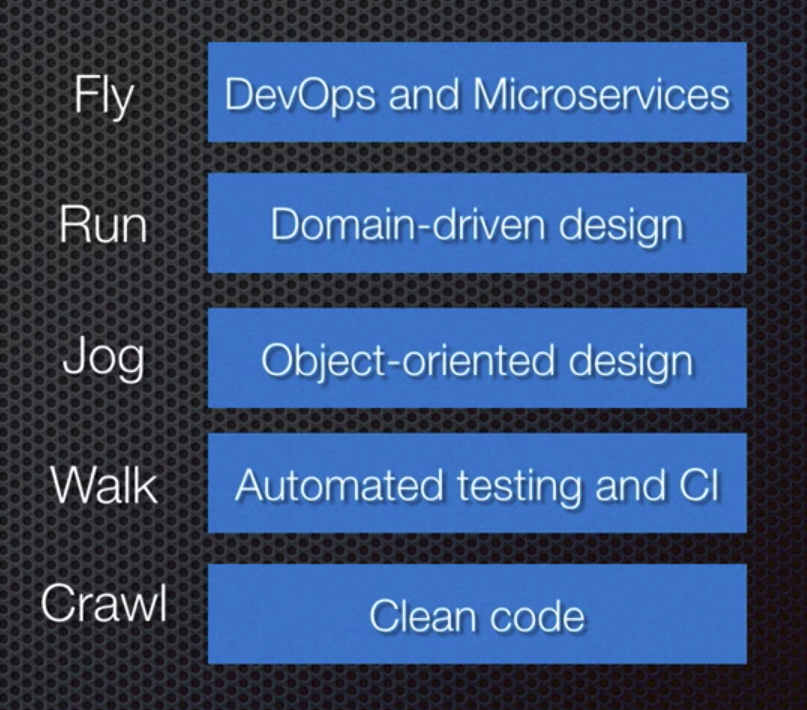 Fly DevOps and Microservices
Run Domain-driven design
Jog Object-oriented design
Walk Automated testing and CI
Crawl Clean code